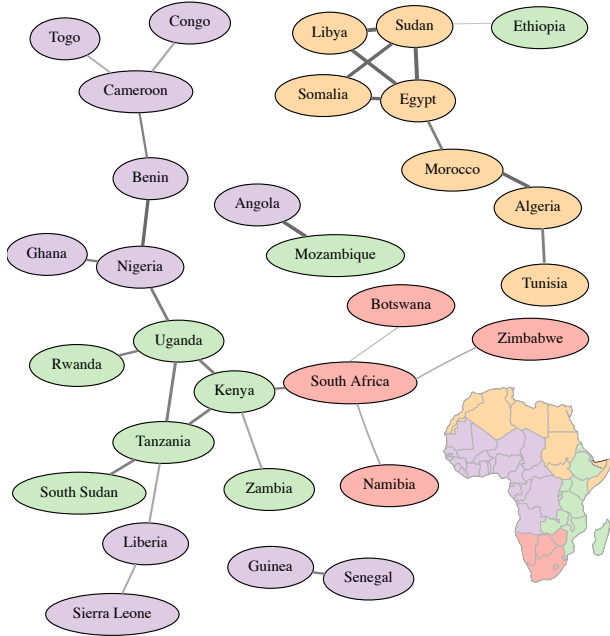 Congo
Togo
Cameroon
Libya
Sudan
Ethiopia
Somalia
Egypt
Benin
Morocco
Angola
Algeria
Ghana
Nigeria
Mozambique
Tunisia
Botswana
Uganda
Zimbabwe
Rwanda
Kenya
South Africa
Tanzania
South Sudan
Zambia
Namibia
Liberia
Guinea
Senegal
Sierra Leone